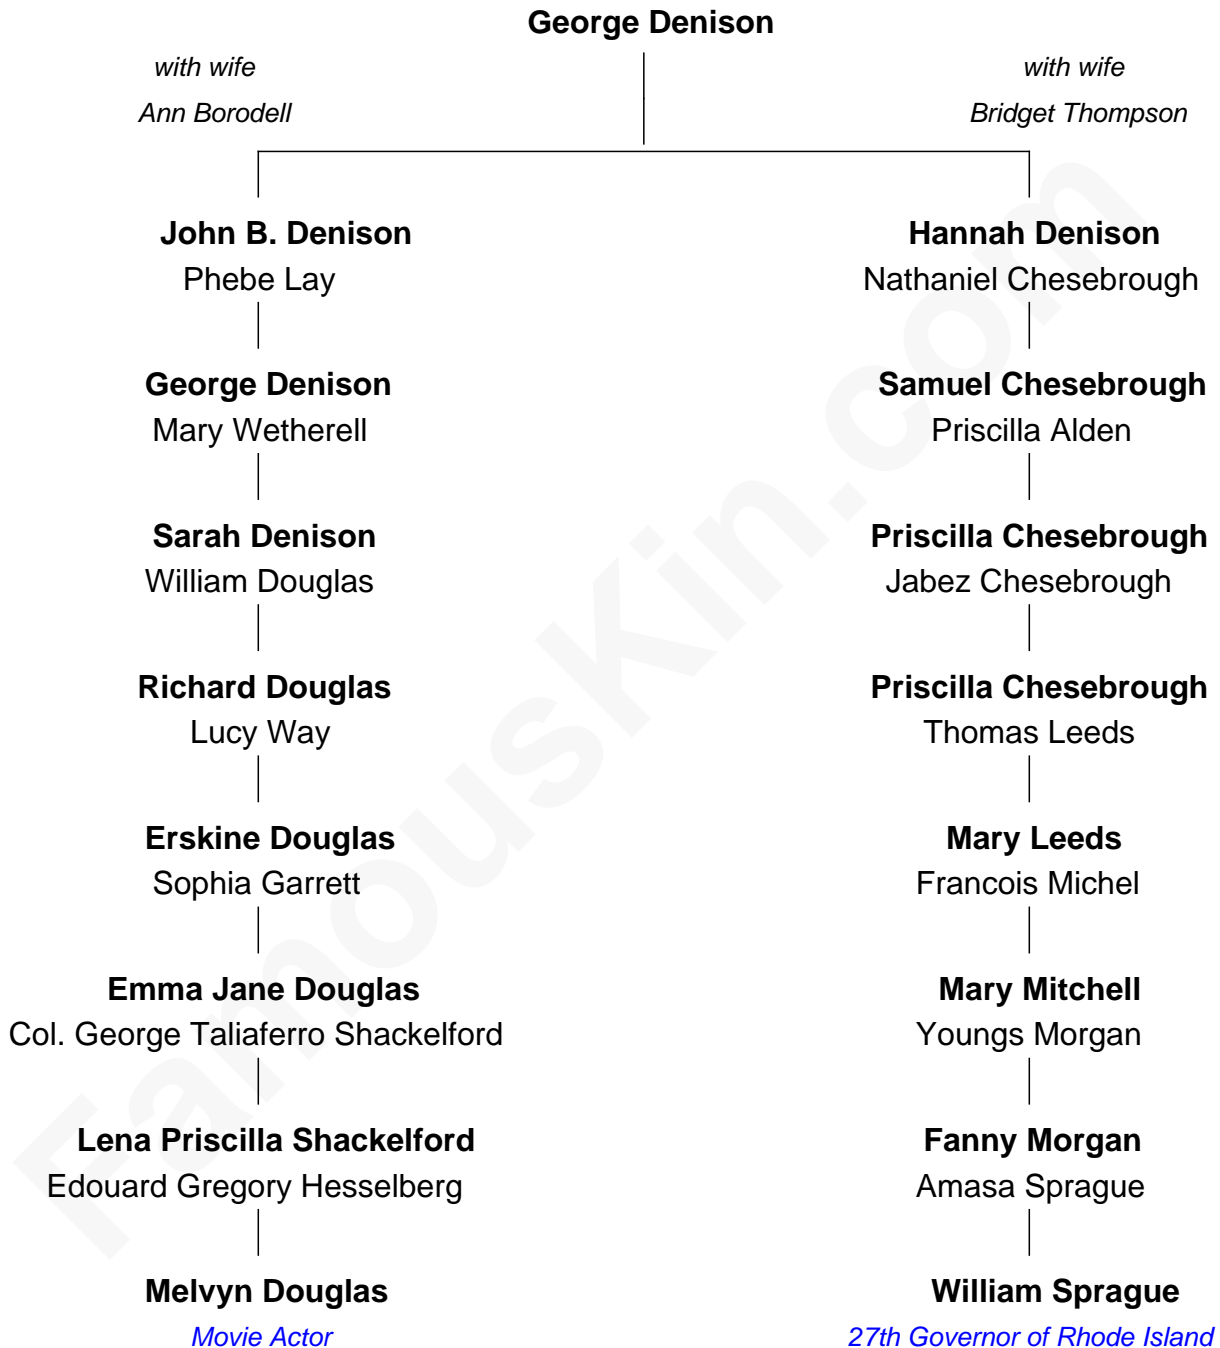 George Denison
with wife
Ann Borodell
with wife
Bridget Thompson
John B. Denison
Phebe Lay
George Denison
Mary Wetherell
Sarah Denison
William Douglas
Richard Douglas
Lucy Way
Erskine Douglas
Sophia Garrett
Emma Jane Douglas
Col. George Taliaferro Shackelford
Lena Priscilla Shackelford
Edouard Gregory Hesselberg
Melvyn Douglas
Movie Actor
Hannah Denison
Nathaniel Chesebrough
Samuel Chesebrough
Priscilla Alden
Priscilla Chesebrough
Jabez Chesebrough
Priscilla Chesebrough
Thomas Leeds
Mary Leeds
Francois Michel
Mary Mitchell
Youngs Morgan
Fanny Morgan
Amasa Sprague
William Sprague
27th Governor of Rhode Island
FamousKin.com